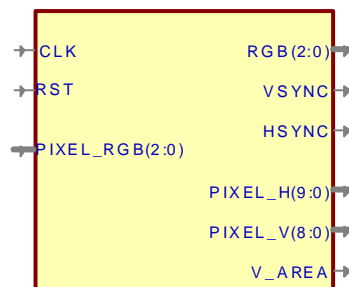 CLK
RGB(2:0)
RST
VSYNC
HSYNC
PIXEL_RGB(2:0)
PIXEL_H(9:0)
PIXEL_V(8:0)
V_AREA